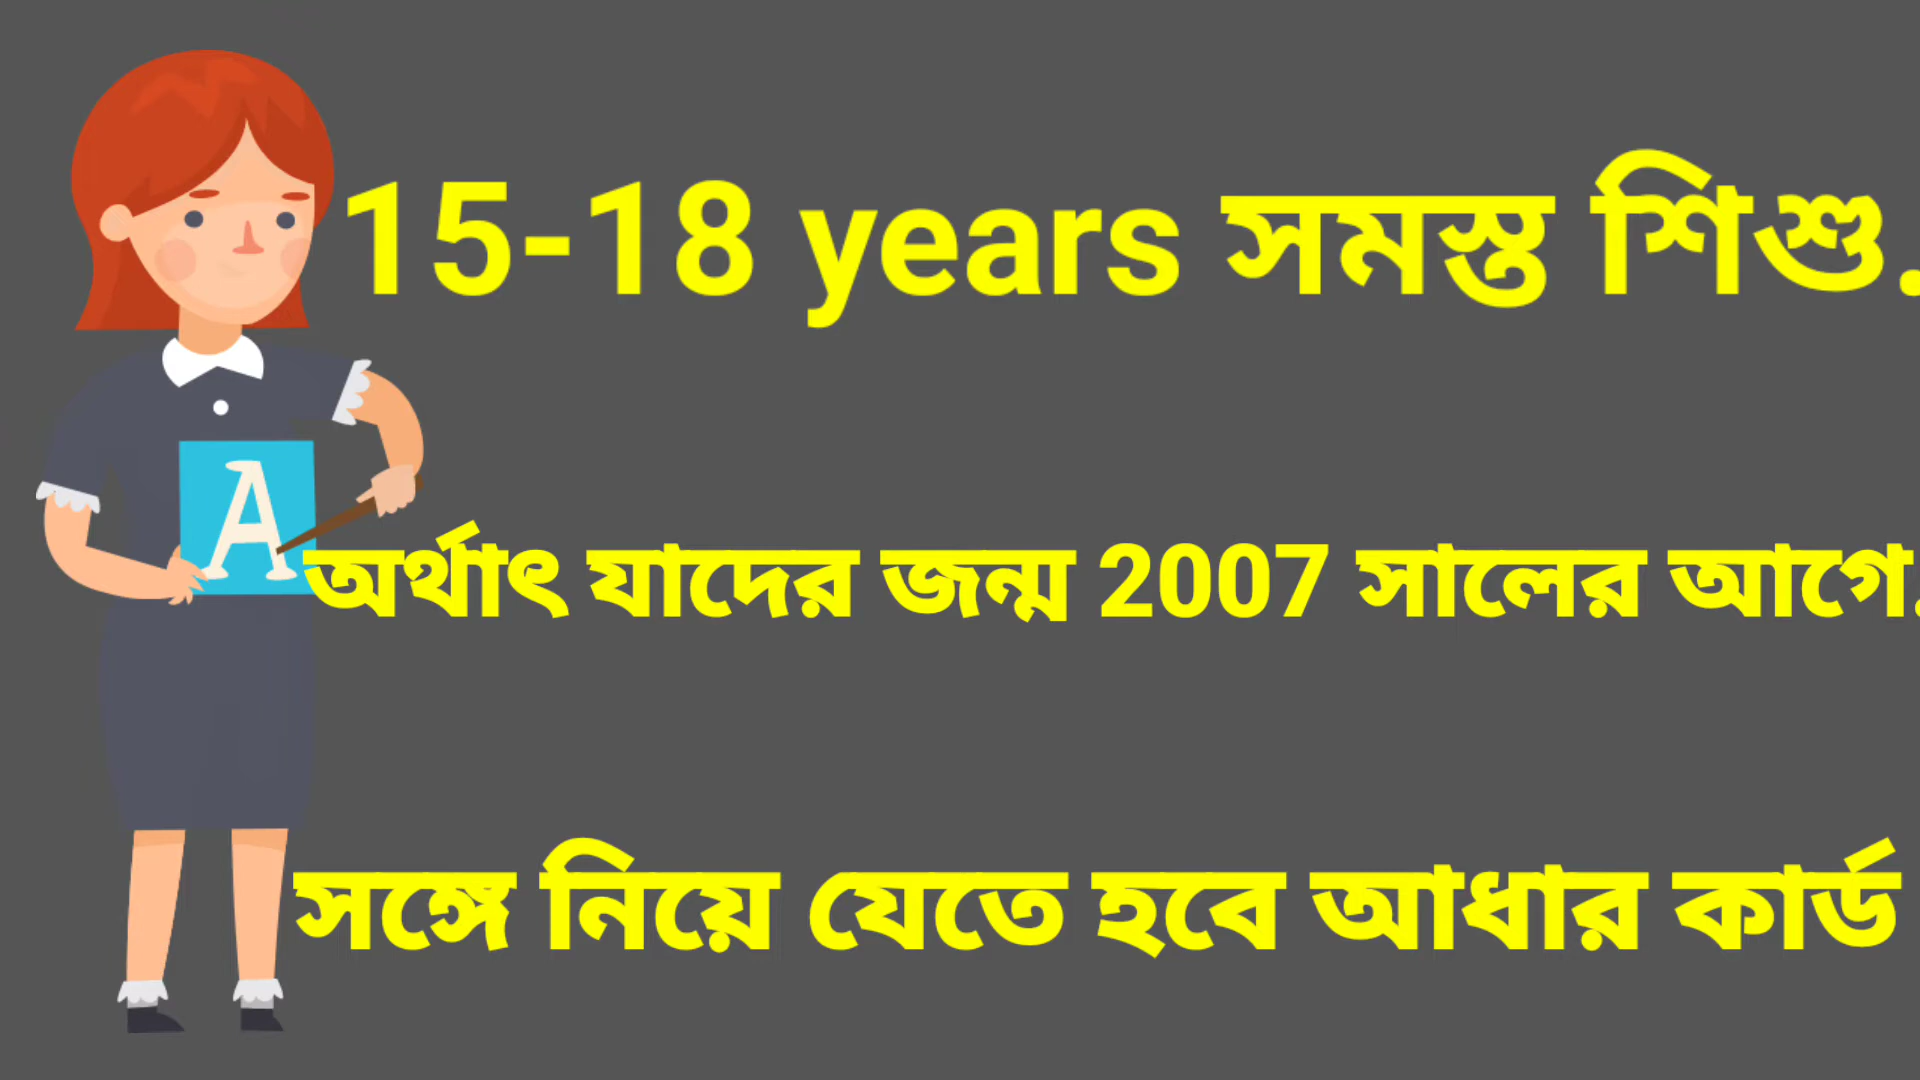 15-18 years সমস্ত শিশু.
A
অর্থাৎ যাদের জন্ম 2007 সালের আগে.
সঙ্গে নিয়ে যেতে হবে আধার কার্ড